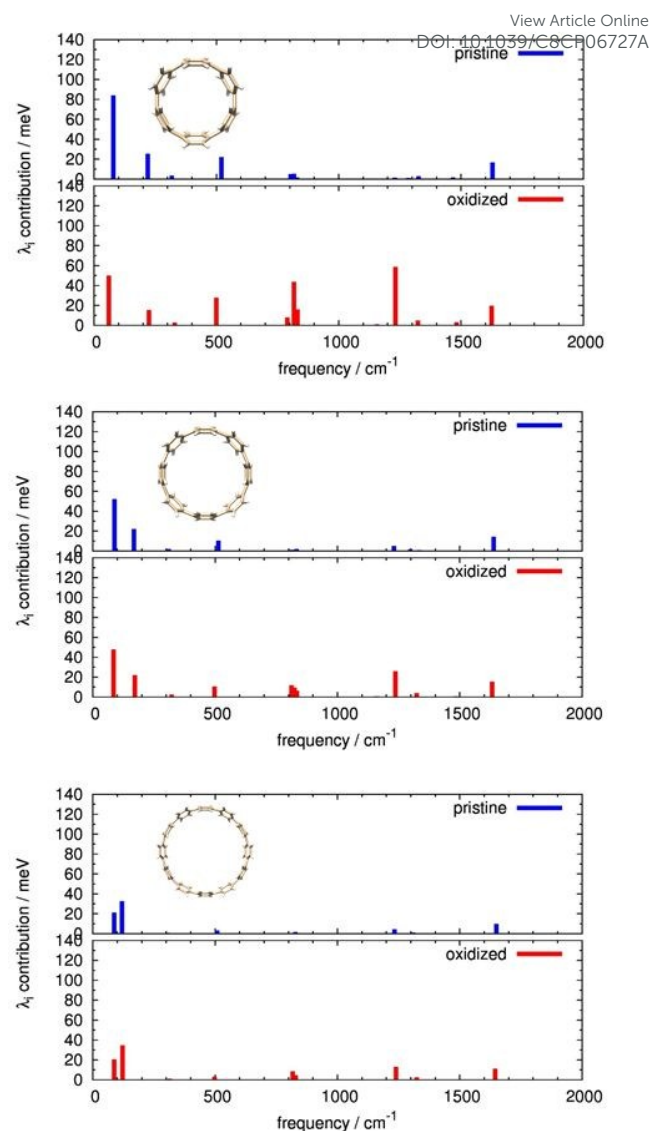 View Article Online
DOI: 10.1039/C8CP06727A
140
120
100
80
60
40
20
0
pristine
140
120
100
80
60
40
20
0
oxidized
λi contribution / meV
0 500 1000 1500 2000
frequency / cm-1
140
120
100
80
60
40
20
0
pristine
140
120
100
80
60
40
20
0
oxidized
λi contribution / meV
0 500 1000 1500 2000
frequency / cm-1
140
120
100
80
60
40
20
0
pristine
140
120
100
80
60
40
20
0
oxidized
λi contribution / meV
0 500 1000 1500 2000
frequency / cm-1